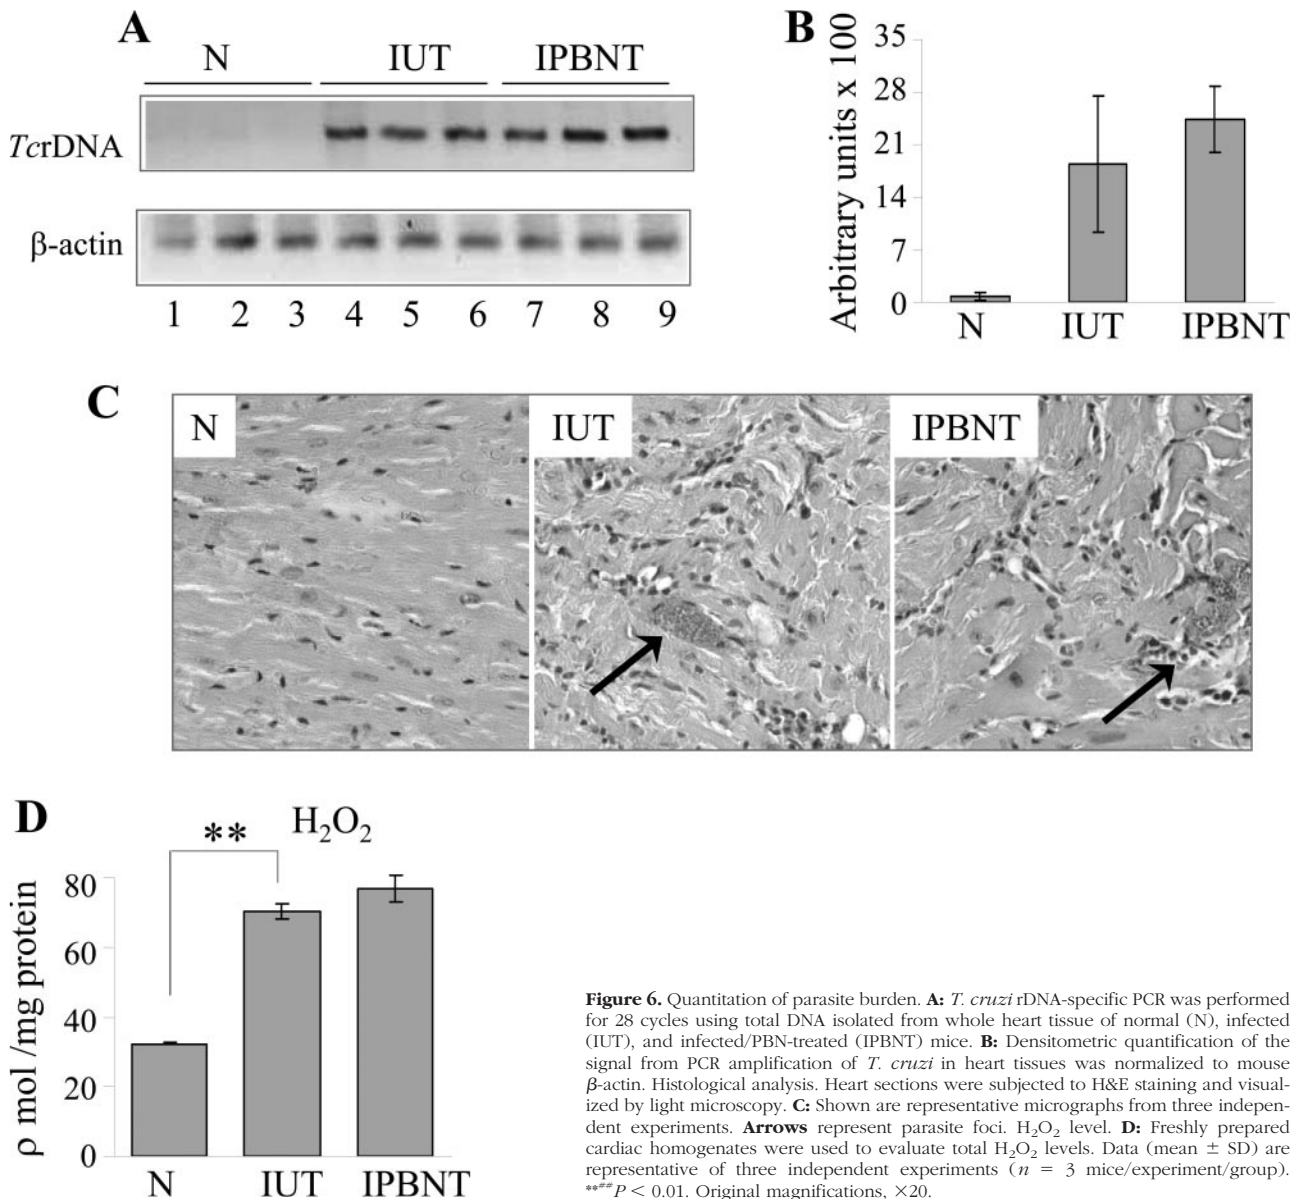 A
N IUT IPBNT
TcrDNA
β-actin
1 2 3 4 5 6 7 8 9
B
Arbitrary units x 100
35
28
21
14
7
0
N IUT IPBNT
C
N IUT IPBNT
D
H₂O₂
**
ρ mol /mg protein
80
60
40
20
0
N IUT IPBNT
Figure 6. Quantitation of parasite burden. A: T. cruzi rDNA-specific PCR was performed
for 28 cycles using total DNA isolated from whole heart tissue of normal (N), infected
(IUT), and infected/PBN-treated (IPBNT) mice. B: Densitometric quantification of the
signal from PCR amplification of T. cruzi in heart tissues was normalized to mouse
β-actin. Histological analysis. Heart sections were subjected to H&E staining and visual-
ized by light microscopy. C: Shown are representative micrographs from three indepen-
dent experiments. Arrows represent parasite foci. H₂O₂ level. D: Freshly prepared
cardiac homogenates were used to evaluate total H₂O₂ levels. Data (mean ± SD) are
representative of three independent experiments (n = 3 mice/experiment/group).
**##P < 0.01. Original magnifications, ×20.